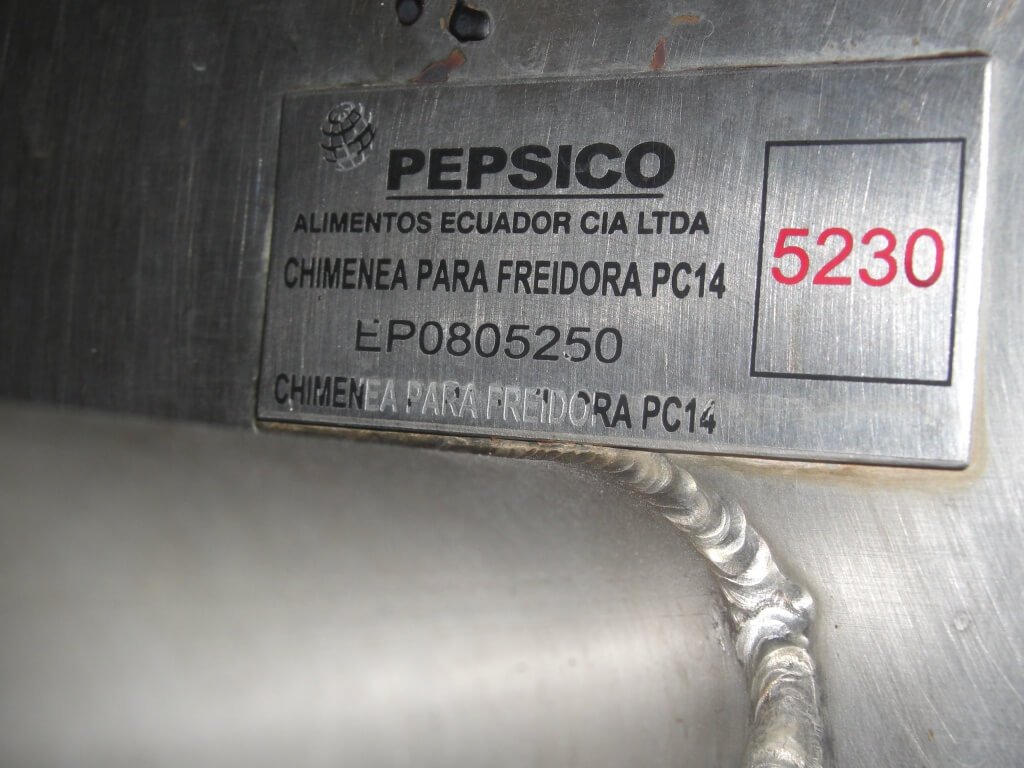 PEPSICO
ALIMENTOS ECUADOR CIA LTDA
CHIMENEA PARA FREIDORA PC14
EP0805250
CHIMENEA PARA FREIDORA PC14
5230